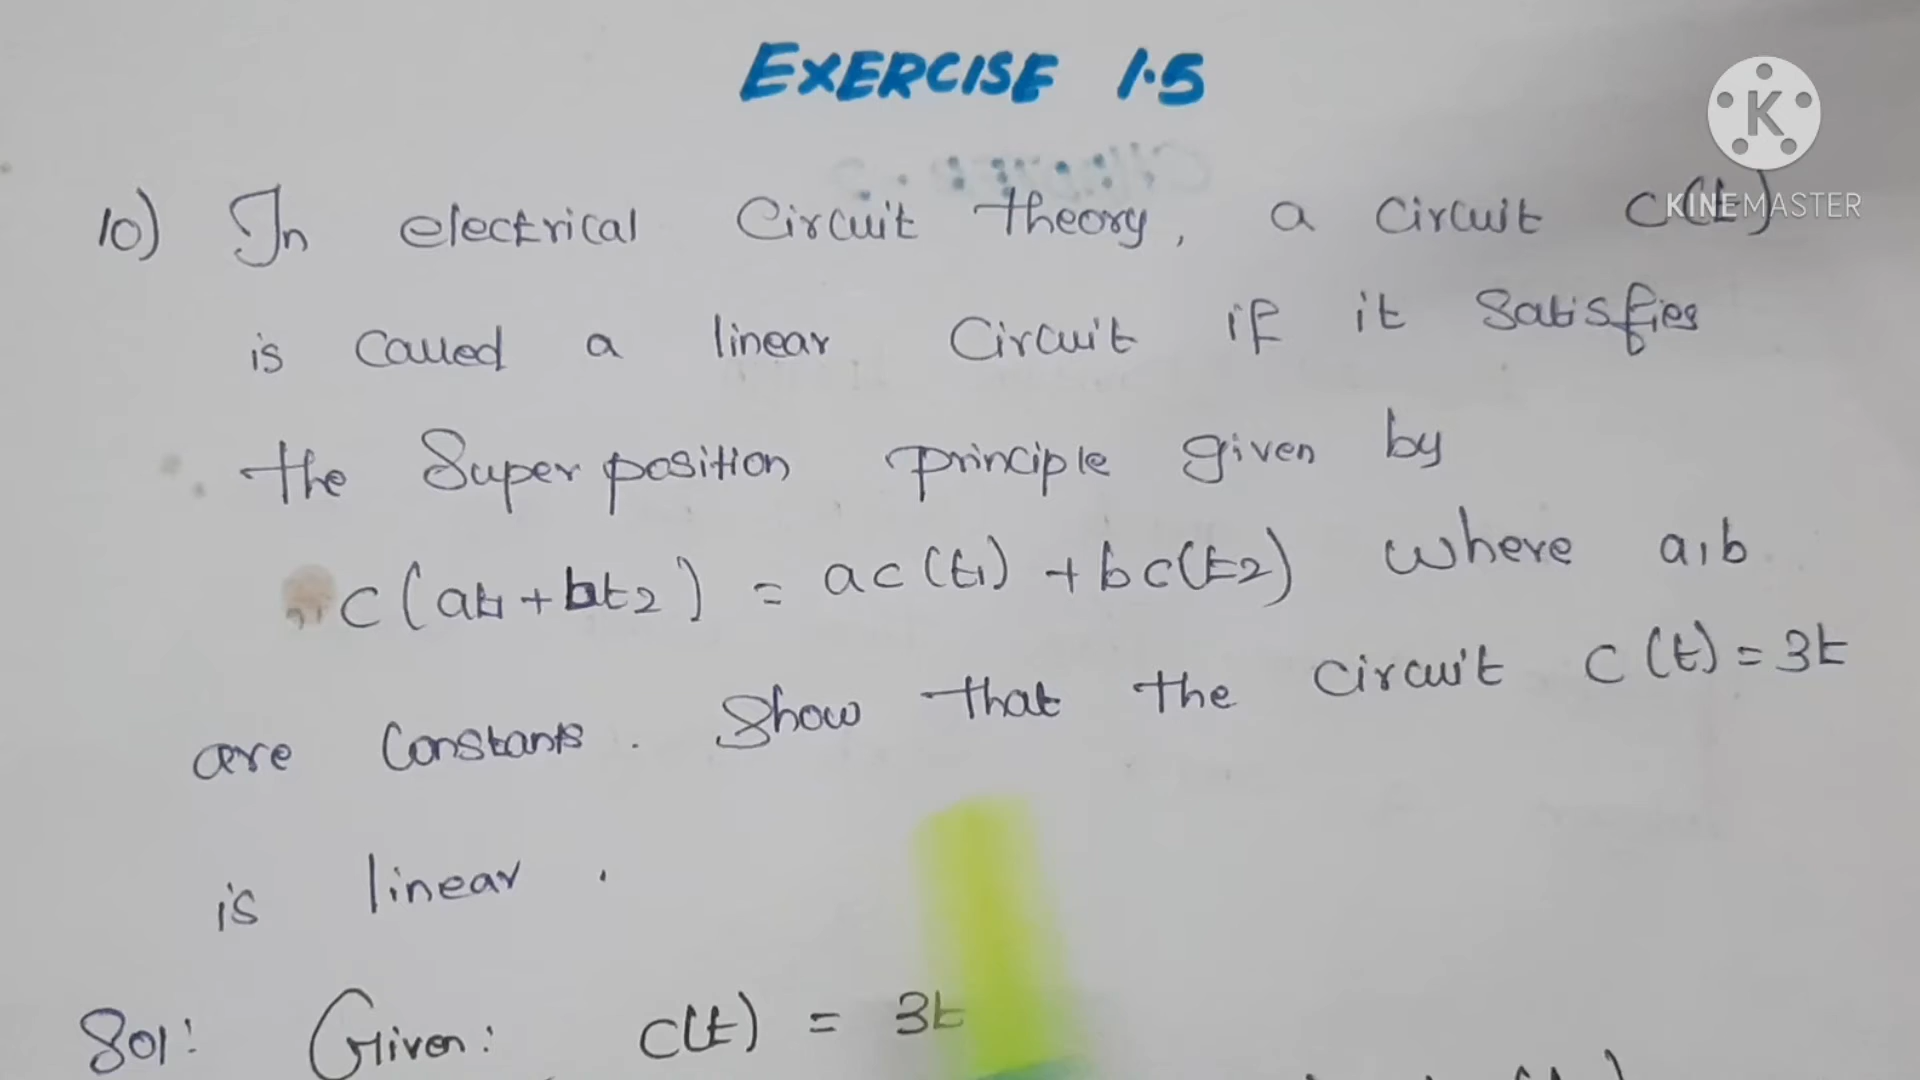 EXERCISE 1.5
K
KINEMASTER
10) In electrical Circuit theory, a circuit C(t)
is called a linear Circuit if it satisfies
the Superposition principle given by
C(at1 + bt2) = ac(t1) + bc(t2) where a,b
are Constants. Show that the circuit C(t) = 3t
is linear.
Sol: Given: C(t) = 3t